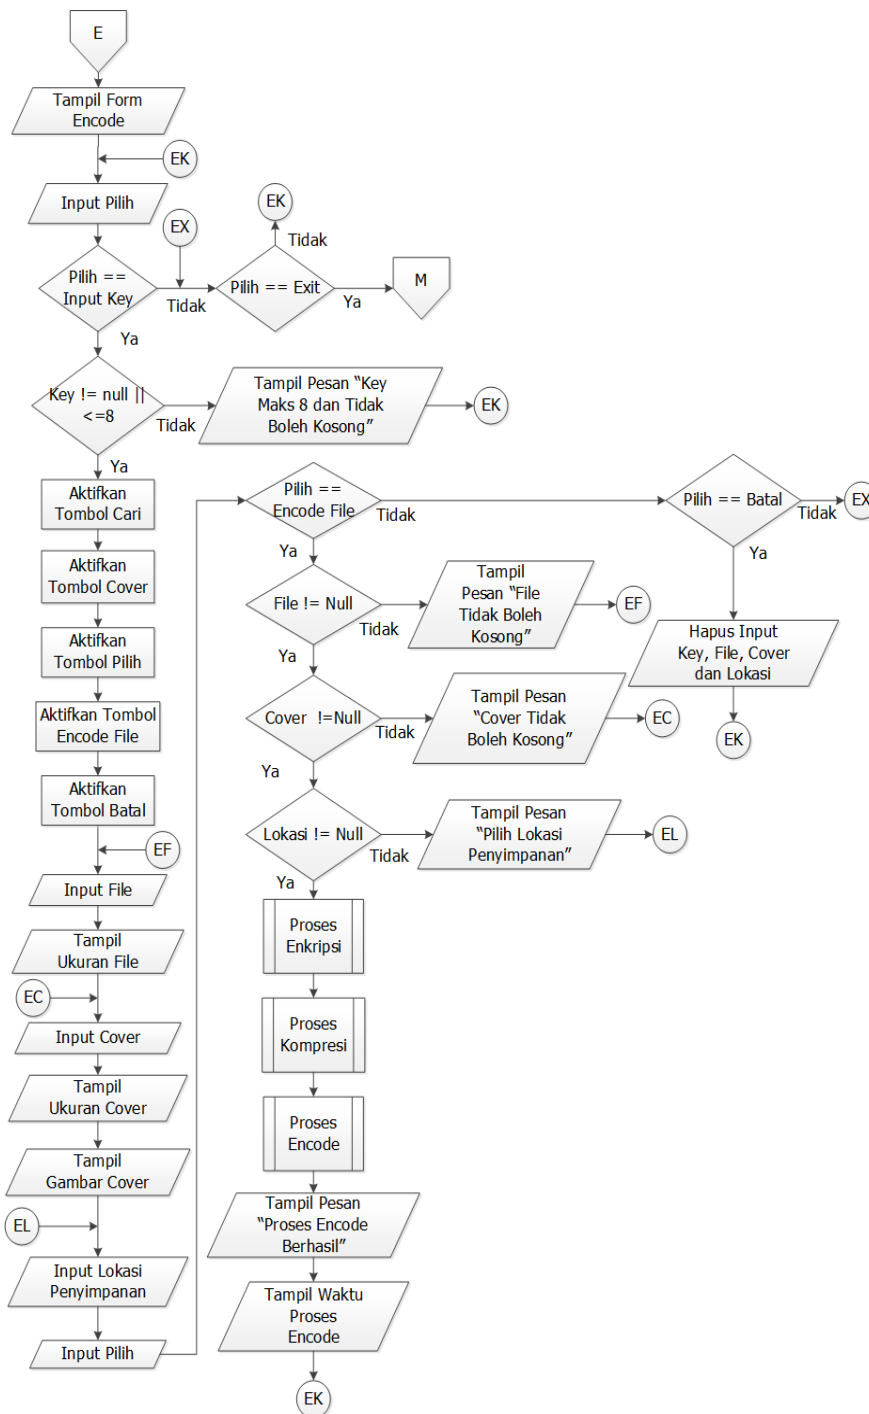 E
Tampil Form
Encode
EK
Input Pilih
EX
EK
Tidak
Pilih ==
Input Key
Tidak
Pilih == Exit
Ya
M
Ya
Key != null ||
<=8
Tidak
Tampil Pesan “Key
Maks 8 dan Tidak
Boleh Kosong”
EK
Ya
Aktifkan
Tombol Cari
Aktifkan
Tombol Cover
Aktifkan
Tombol Pilih
Aktifkan Tombol
Encode File
Aktifkan
Tombol Batal
EF
Input File
Tampil
Ukuran File
EC
Input Cover
Tampil
Ukuran Cover
Tampil
Gambar Cover
EL
Input Lokasi
Penyimpanan
Input Pilih
Pilih ==
Encode File
Tidak
Ya
Pilih == Batal
Tidak
EX
Ya
Hapus Input
Key, File, Cover
dan Lokasi
EK
File != Null
Tidak
Tampil
Pesan “File
Tidak Boleh
Kosong”
EF
Ya
Cover !=Null
Tidak
Tampil Pesan
“Cover Tidak
Boleh Kosong”
EC
Ya
Lokasi != Null
Tidak
Tampil Pesan
“Pilih Lokasi
Penyimpanan”
EL
Ya
Proses
Enkripsi
Proses
Kompresi
Proses
Encode
Tampil Pesan
“Proses Encode
Berhasil”
Tampil Waktu
Proses
Encode
EK